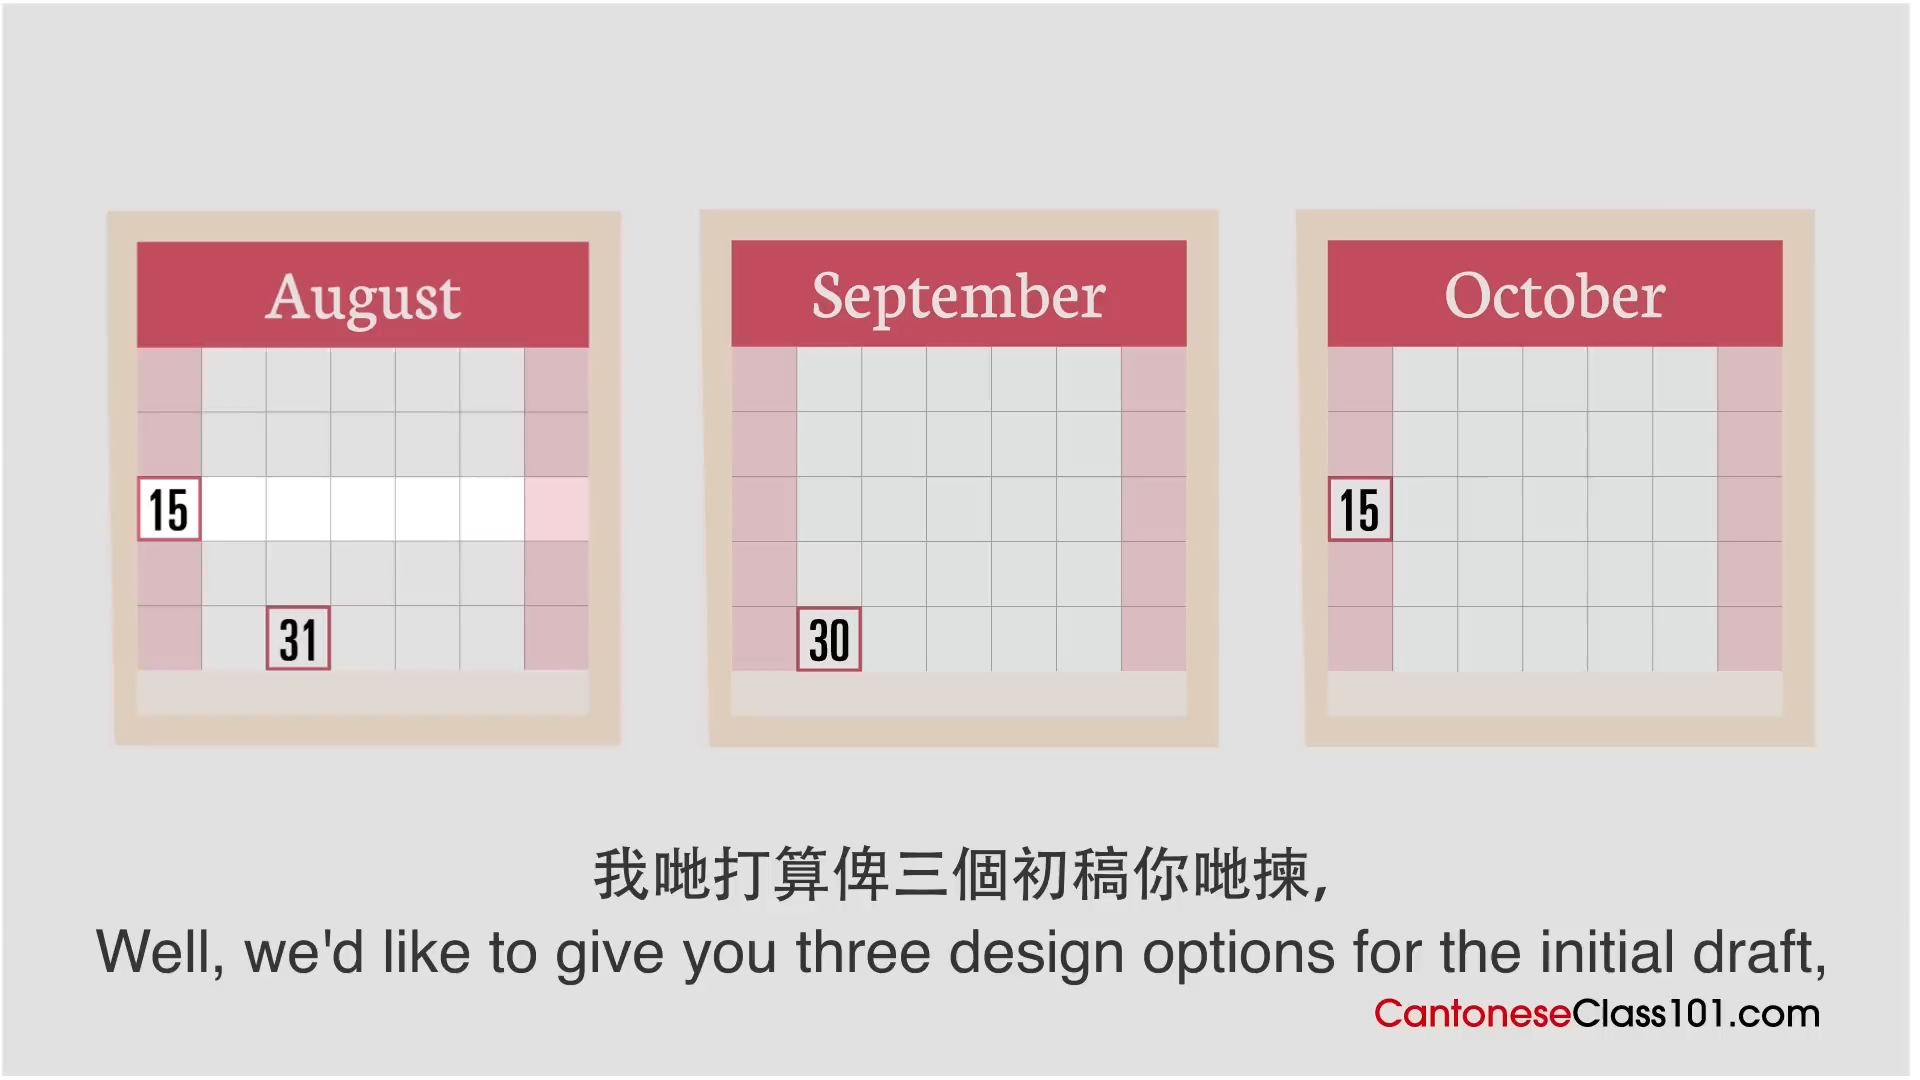 August
September
October
15
15
31
30
我哋打算俾三個初稿你哋揀,
Well, we'd like to give you three design options for the initial draft,
CantoneseClass101.com